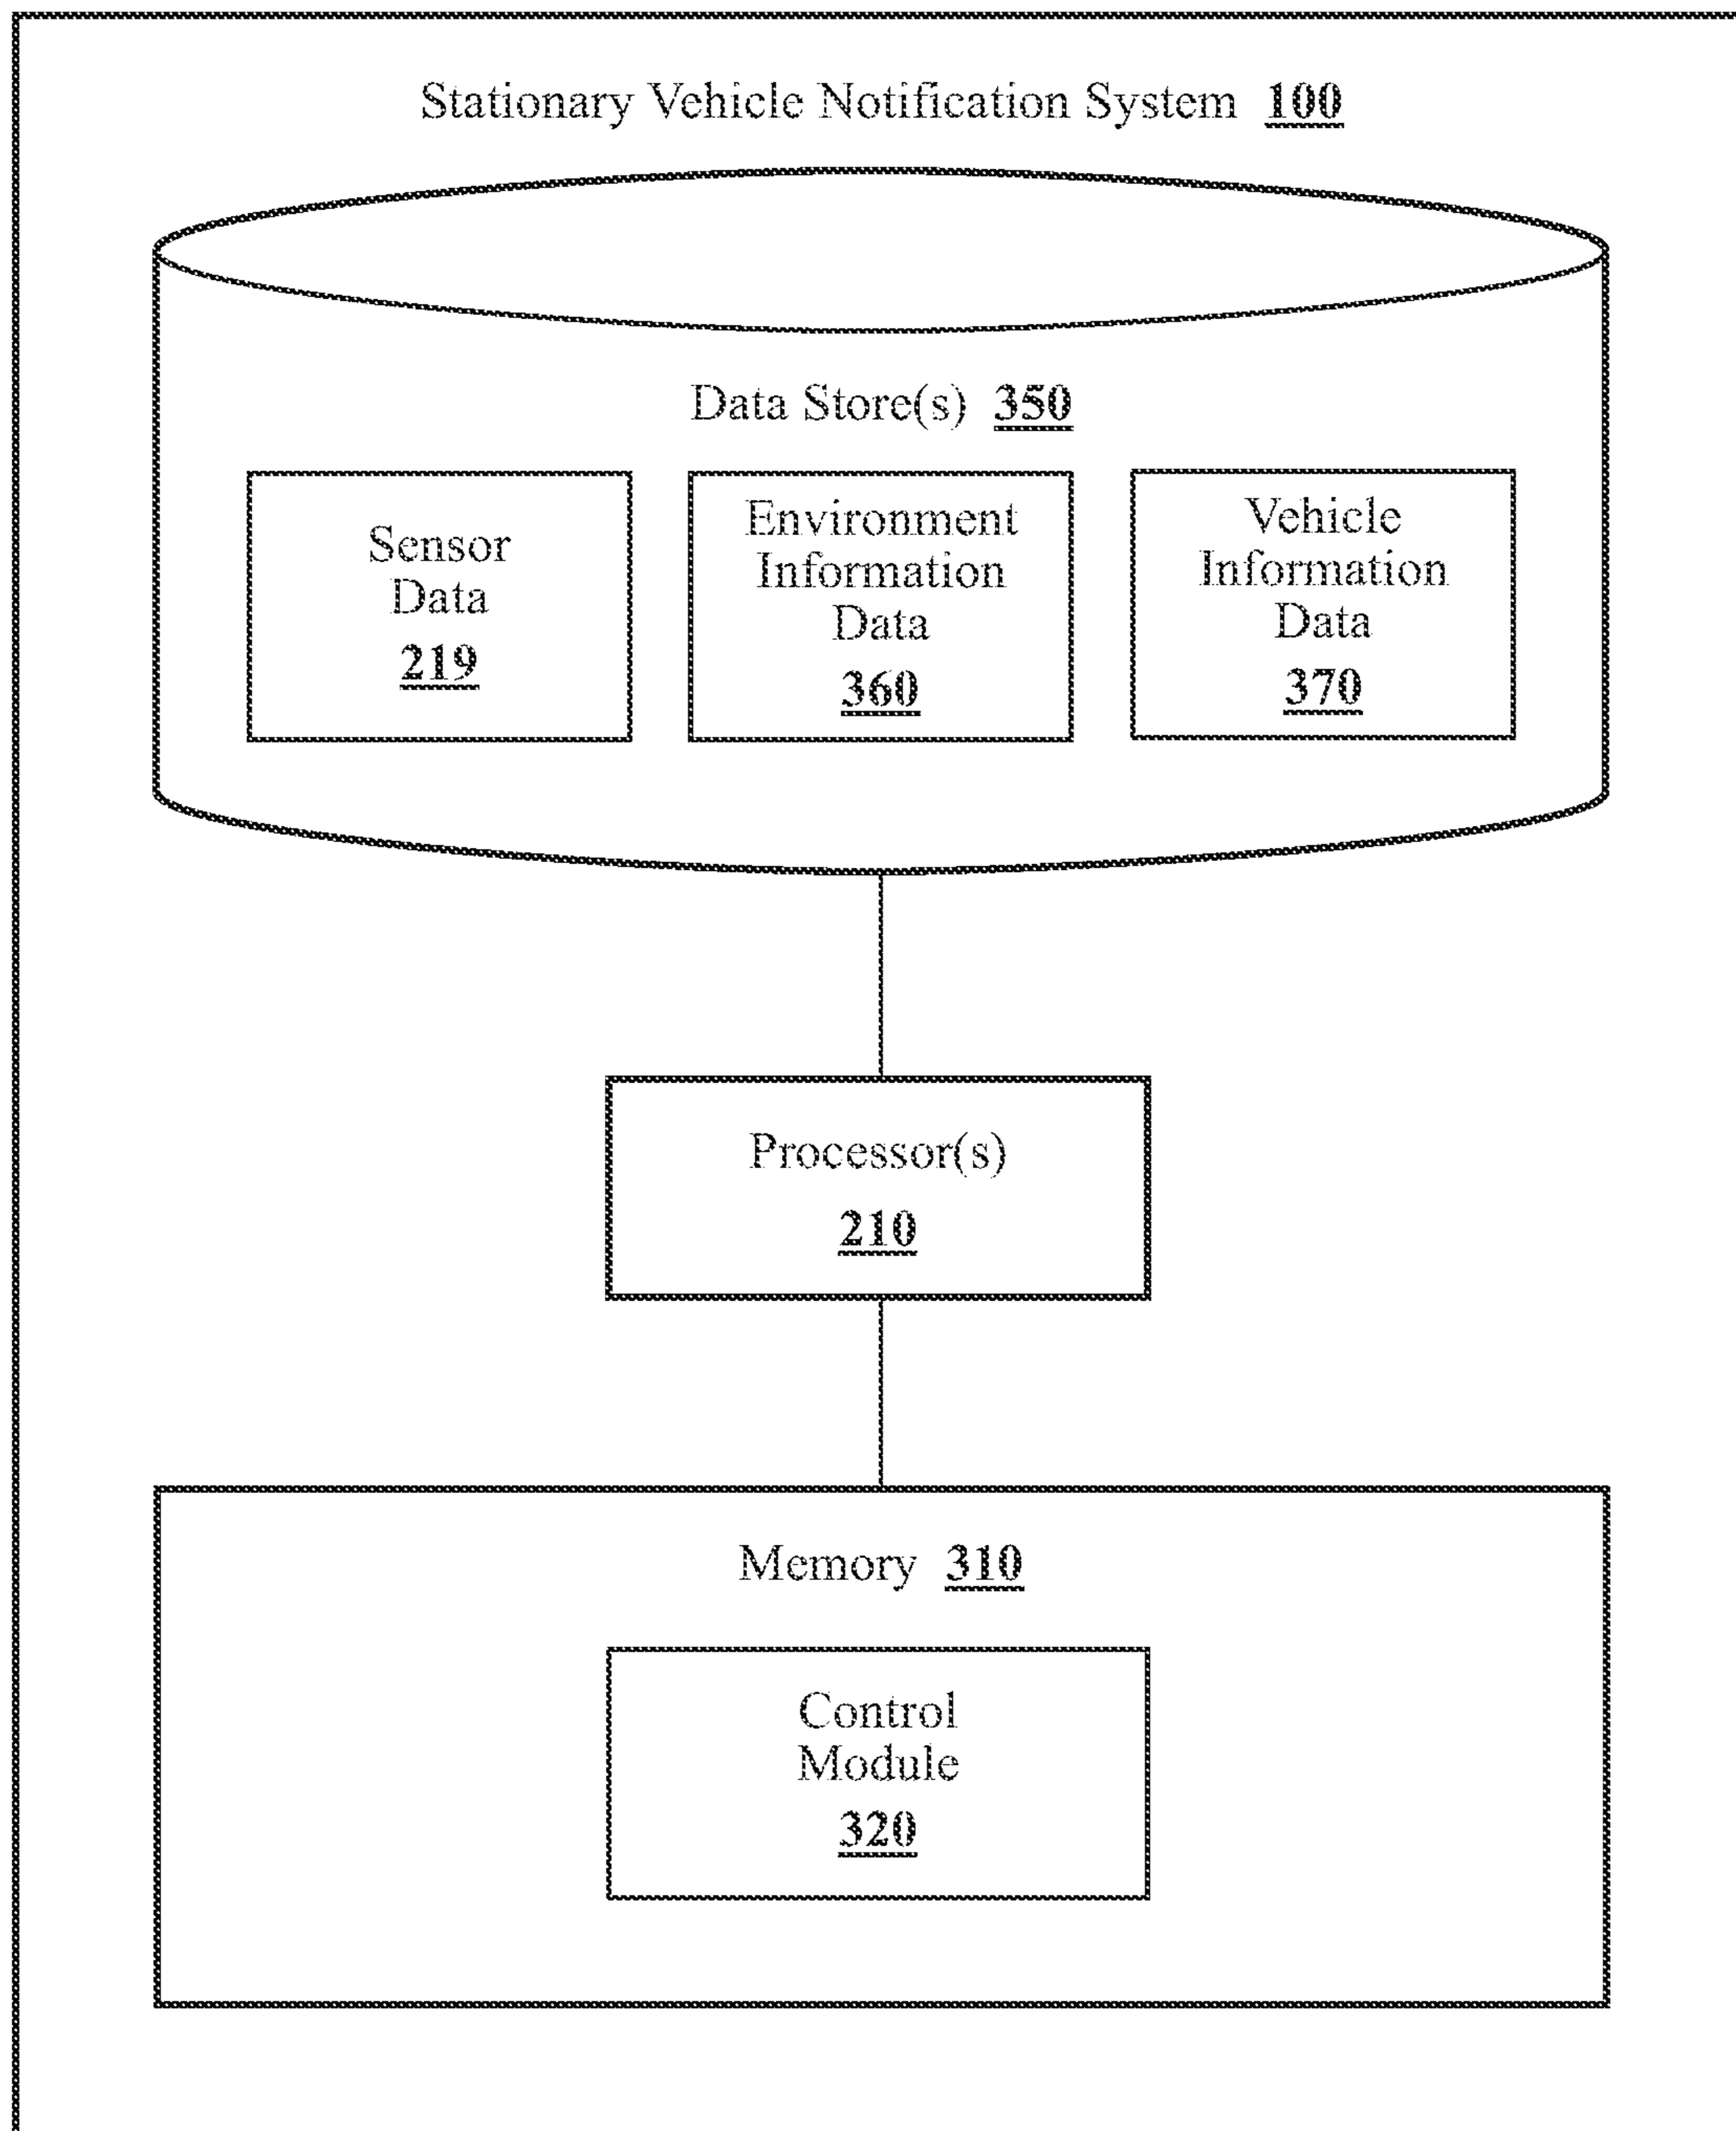 Stationary Vehicle Notification System 100
Data Store(s) 350
Sensor
Data
219
Environment
Information
Data
360
Vehicle
Information
Data
370
Processor(s)
210
Memory 310
Control
Module
320